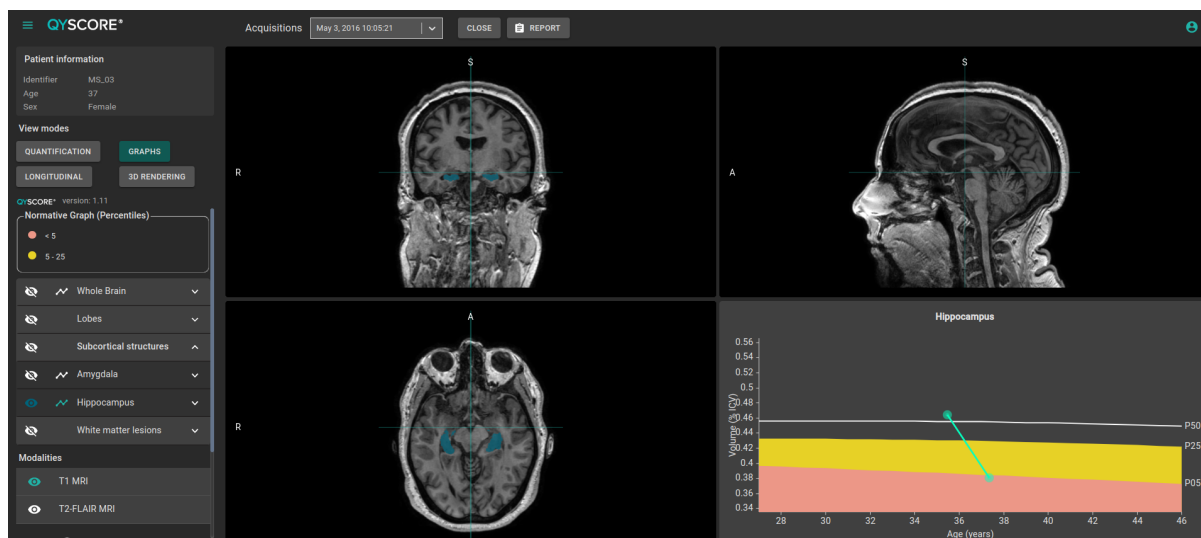 QYSCORE®
Acquisitions
May 3, 2016 10:05:21
CLOSE
REPORT
Patient information
Identifier MS_03
Age 37
Sex Female
View modes
QUANTIFICATION
GRAPHS
LONGITUDINAL
3D RENDERING
QYSCORE® version: 1.11
Normative Graph (Percentiles)
< 5
5 - 25
Whole Brain
Lobes
Subcortical structures
Amygdala
Hippocampus
White matter lesions
Modalities
T1 MRI
T2-FLAIR MRI
S
R
S
A
A
R
Hippocampus
Volume (% ICV)
0.56
0.54
0.52
0.5
0.48
0.46
0.44
0.42
0.4
0.38
0.36
0.34
P50
P25
P05
28 30 32 34 36 38 40 42 44 46
Age (years)